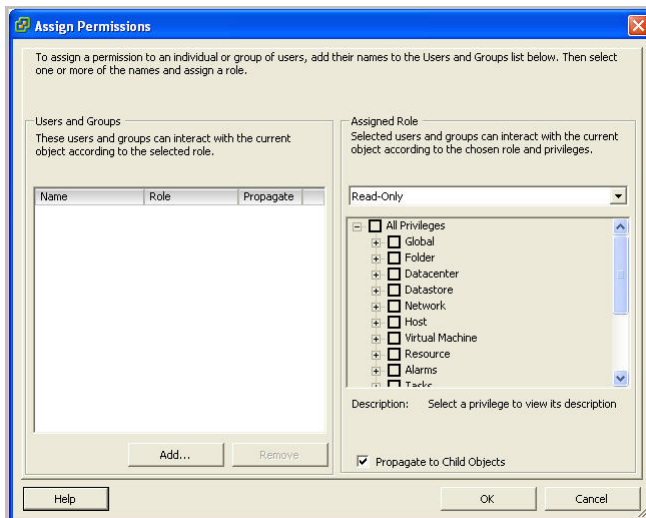 Assign Permissions
To assign a permission to an individual or group of users, add their names to the Users and Groups list below. Then select
one or more of the names and assign a role.
Users and Groups
These users and groups can interact with the current
object according to the selected role.
Name Role Propagate
Add... Remove
Assigned Role
Selected users and groups can interact with the current
object according to the chosen role and privileges.
Read-Only
All Privileges
Global
Folder
Datacenter
Datastore
Network
Host
Virtual Machine
Resource
Alarms
Tasks
Description: Select a privilege to view its description
Propagate to Child Objects
Help OK Cancel